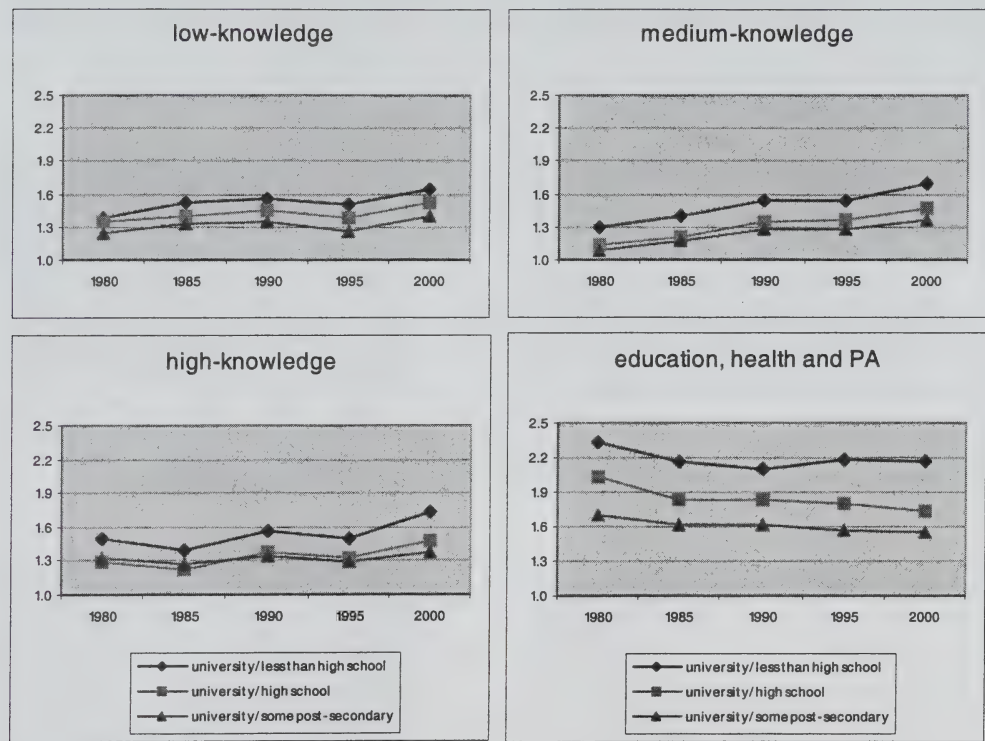 low-knowledge
2.5
2.2
1.9
1.6
1.3
1.0
1980 1985 1990 1995 2000
medium-knowledge
2.5
2.2
1.9
1.6
1.3
1.0
1980 1985 1990 1995 2000
high-knowledge
2.5
2.2
1.9
1.6
1.3
1.0
1980 1985 1990 1995 2000
university/less than high school
university/high school
university/some post-secondary
education, health and PA
2.5
2.2
1.9
1.6
1.3
1.0
1980 1985 1990 1995 2000
university/less than high school
university/high school
university/some post-secondary